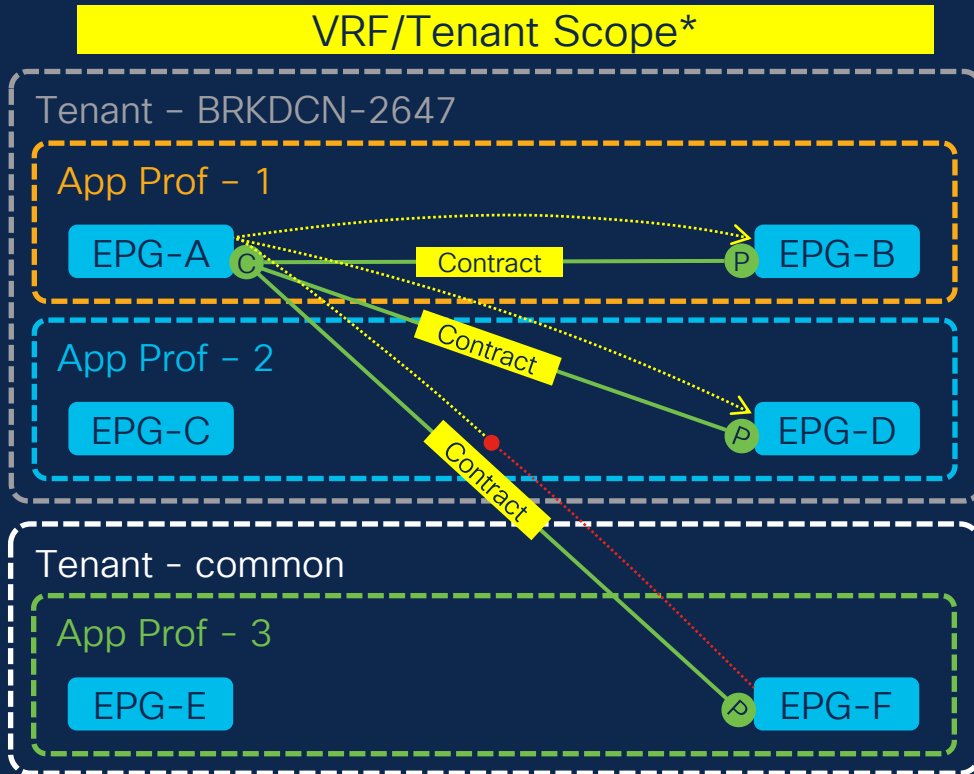 VRF/Tenant Scope*
Tenant – BRKDCN-2647
App Prof – 1
EPG-A
C
Contract
P
EPG-B
App Prof – 2
Contract
EPG-C
P
EPG-D
Contract
Tenant - common
App Prof - 3
EPG-E
P
EPG-F